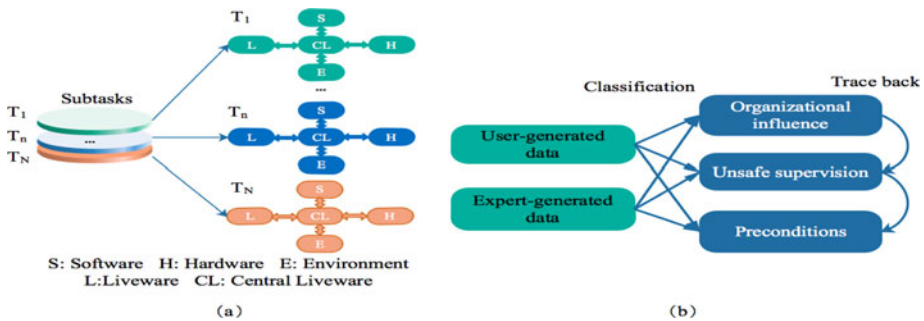 T1
S
L CL H
E
...
Subtasks
T1
Tn
...
TN
Tn
S
L CL H
E
TN
S
L CL H
E
S: Software H: Hardware E: Environment
L:Liveware CL: Central Liveware
(a)
Classification
Trace back
User-generated
data
Expert-generated
data
Organizational
influence
Unsafe supervision
Preconditions
(b)